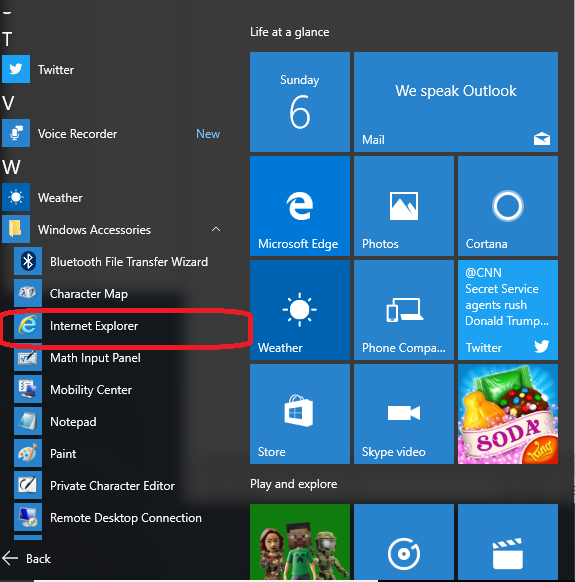 T
Twitter
V
Voice Recorder New
W
Weather
Windows Accessories
Bluetooth File Transfer Wizard
Character Map
Internet Explorer
Math Input Panel
Mobility Center
Notepad
Paint
Private Character Editor
Remote Desktop Connection
Back
Life at a glance
Sunday
6
We speak Outlook
Mail
Microsoft Edge
Photos
Cortana
Weather
Phone Compa...
@CNN
Secret Service
agents rush
Donald Trump...
Twitter
Store
Skype video
SODA
King
Play and explore